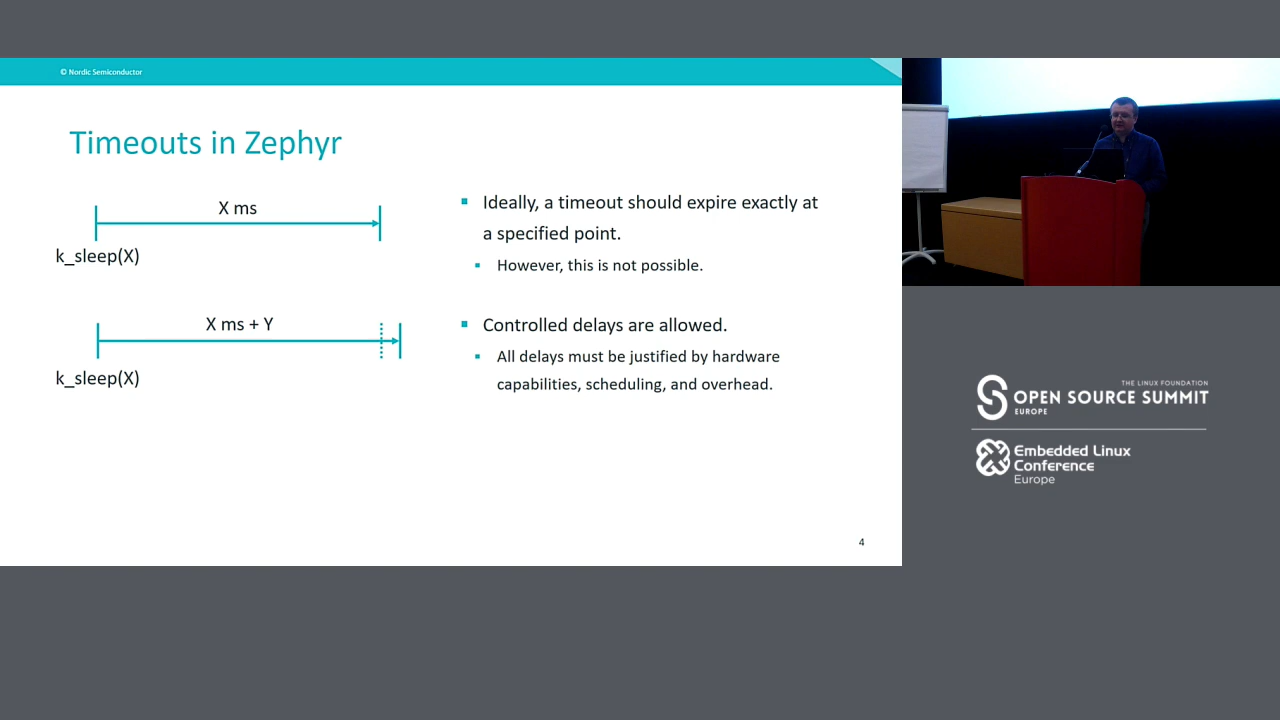 © Nordic Semiconductor
Timeouts in Zephyr
X ms
k_sleep(X)
X ms + Y
k_sleep(X)
▪ Ideally, a timeout should expire exactly at
a specified point.
▪ However, this is not possible.
▪ Controlled delays are allowed.
▪ All delays must be justified by hardware
capabilities, scheduling, and overhead.
4
THE LINUX FOUNDATION
OPEN SOURCE SUMMIT
EUROPE
Embedded Linux
Conference
Europe